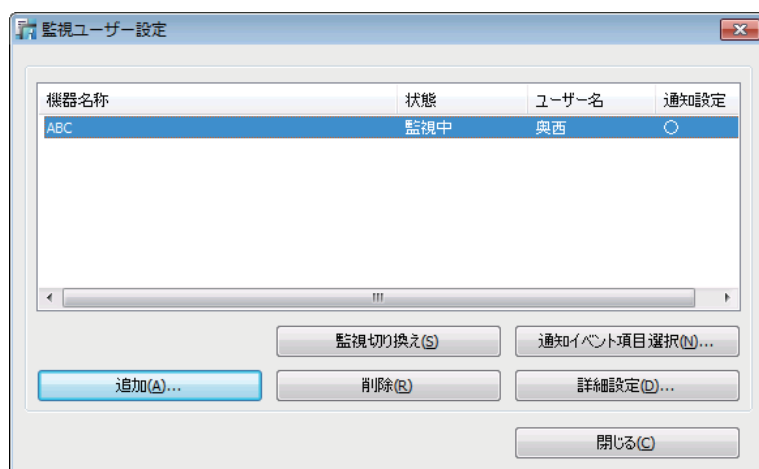 監視ユーザー設定
機器名称 状態 ユーザー名 通知設定
ABC 監視中 奥西 ○
監視切り換え(S) 通知イベント項目選択(N)...
追加(A)... 削除(R) 詳細設定(D)...
閉じる(C)